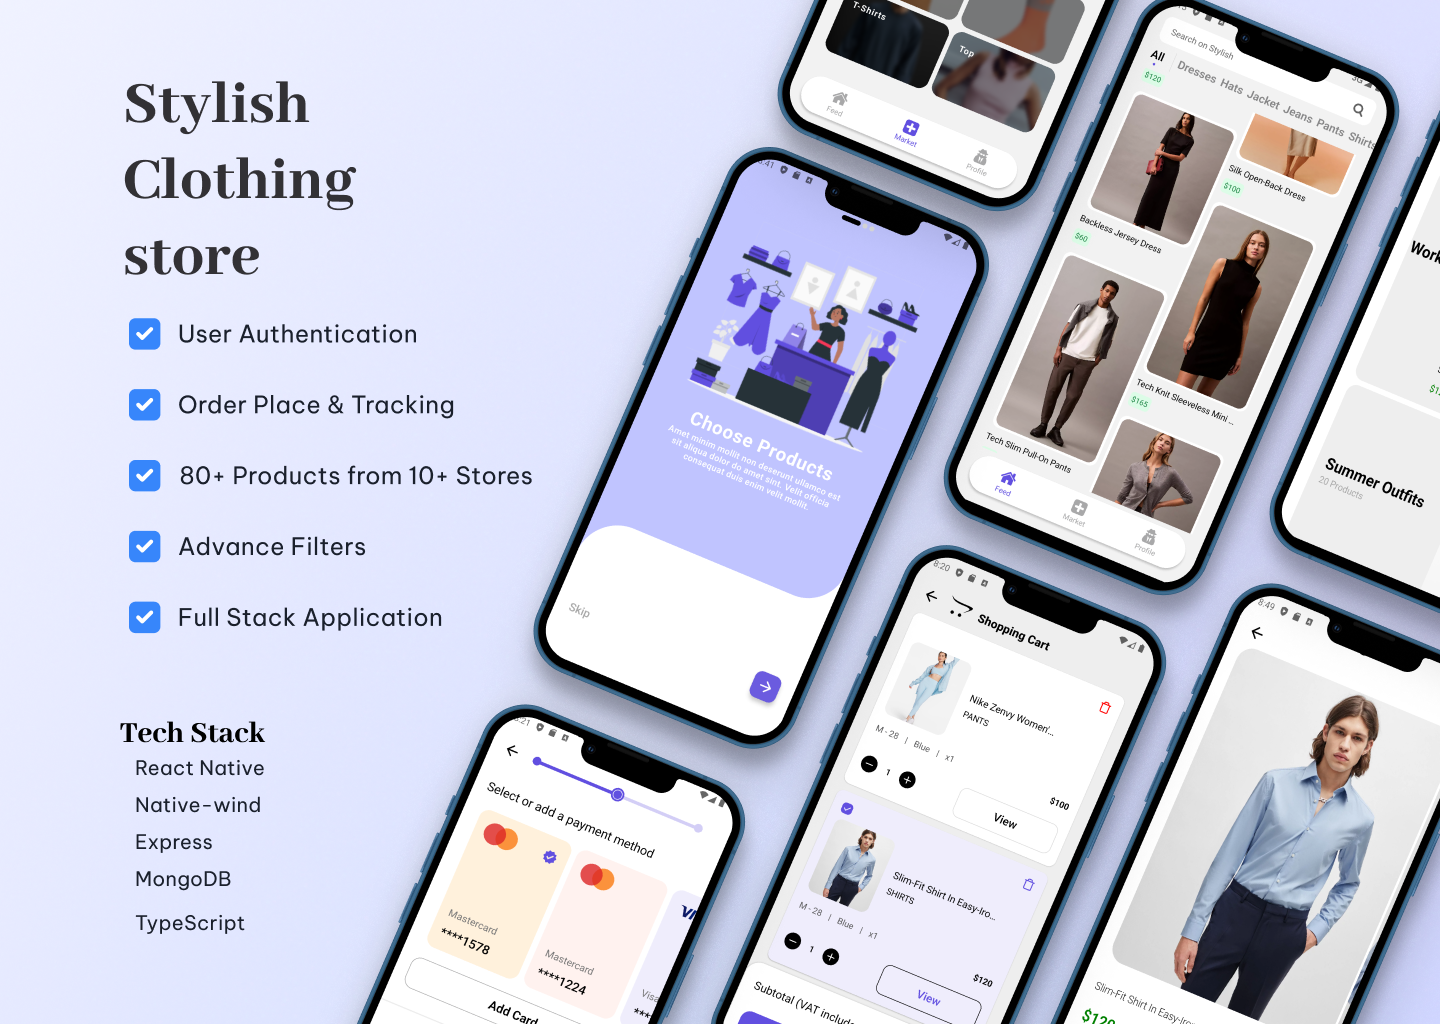 Stylish
Clothing
store
User Authentication
Order Place & Tracking
80+ Products from 10+ Stores
Advance Filters
Full Stack Application
Tech Stack
React Native
Native-wind
Express
MongoDB
TypeScript
T-Shirts
Top
Feed
Market
Profile
Search on Stylish
All
Dresses Hats Jacket Jeans Pants Shirts
$120
Backless Jersey Dress
$60
Silk Open-Back Dress
$100
Tech Knit Sleeveless Mini ...
$165
Tech Slim Pull-On Pants
Feed
Market
Profile
Summer Outfits
20 Products
Choose Products
Amet minim mollit non deserunt ullamco est
sit aliqua dolor do amet sint. Velit officia
consequat duis enim velit mollit.
Skip
8:20
Shopping Cart
Nike Zenvy Women'...
PANTS
M - 28 | Blue | x1
1
$100
View
Slim-Fit Shirt In Easy-Iro...
SHIRTS
M - 28 | Blue | x1
1
$120
View
Subtotal (VAT
Select or add a payment method
Mastercard
****1578
Mastercard
****1224
Add Card
8:49
Slim-Fit Shirt In Easy-Iron
$120